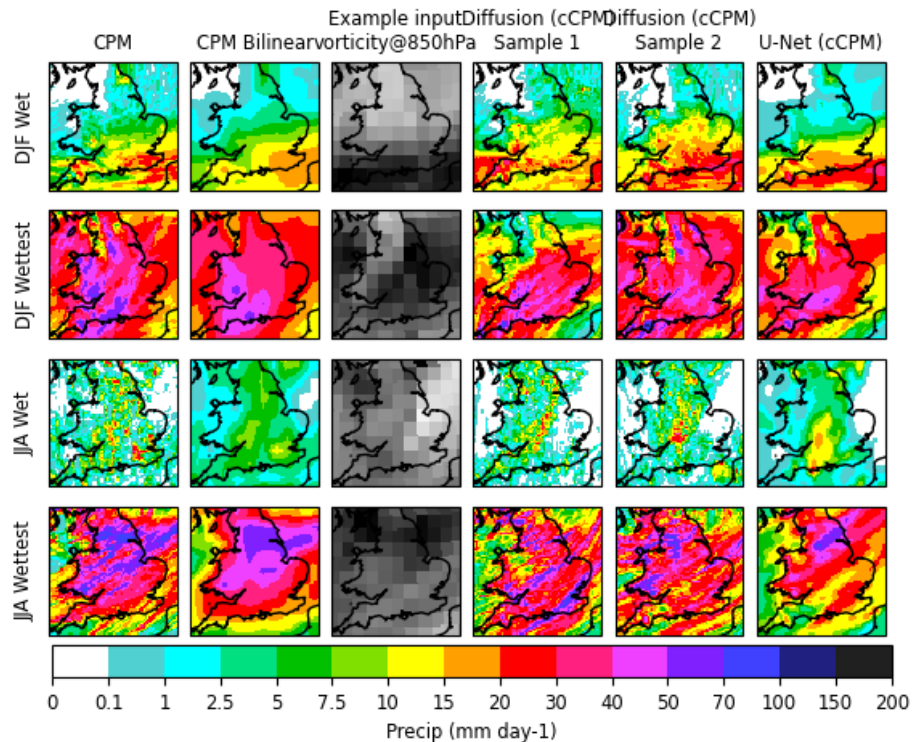 Example input Diffusion (cCPM) Diffusion (cCPM)
CPM CPM Bilinear vorticity@850hPa Sample 1 Sample 2 U-Net (cCPM)
DJF Wet
DJF Wettest
JJA Wet
JJA Wettest
0 0.1 1 2.5 5 7.5 10 15 20 30 40 50 70 100 150 200
Precip (mm day-1)